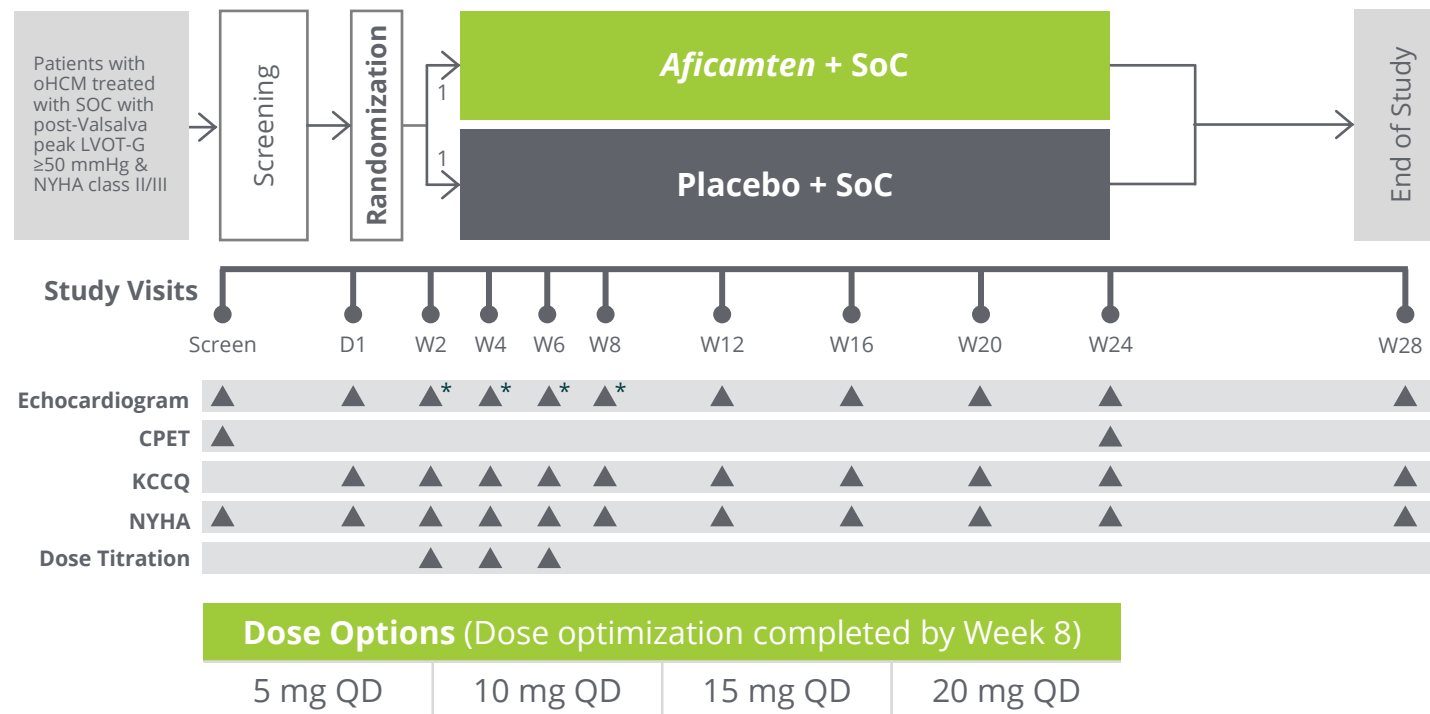 Patients with
oHCM treated
with SOC with
post-Valsalva
peak LVOT-G
≥50 mmHg &
NYHA class II/III
Screening
Randomization
1
1
Aficamten + SoC
Placebo + SoC
End of Study
Study Visits
Screen D1 W2 W4 W6 W8 W12 W16 W20 W24 W28
Echocardiogram * * * *
CPET
KCCQ
NYHA
Dose Titration
Dose Options (Dose optimization completed by Week 8)
5 mg QD 10 mg QD 15 mg QD 20 mg QD